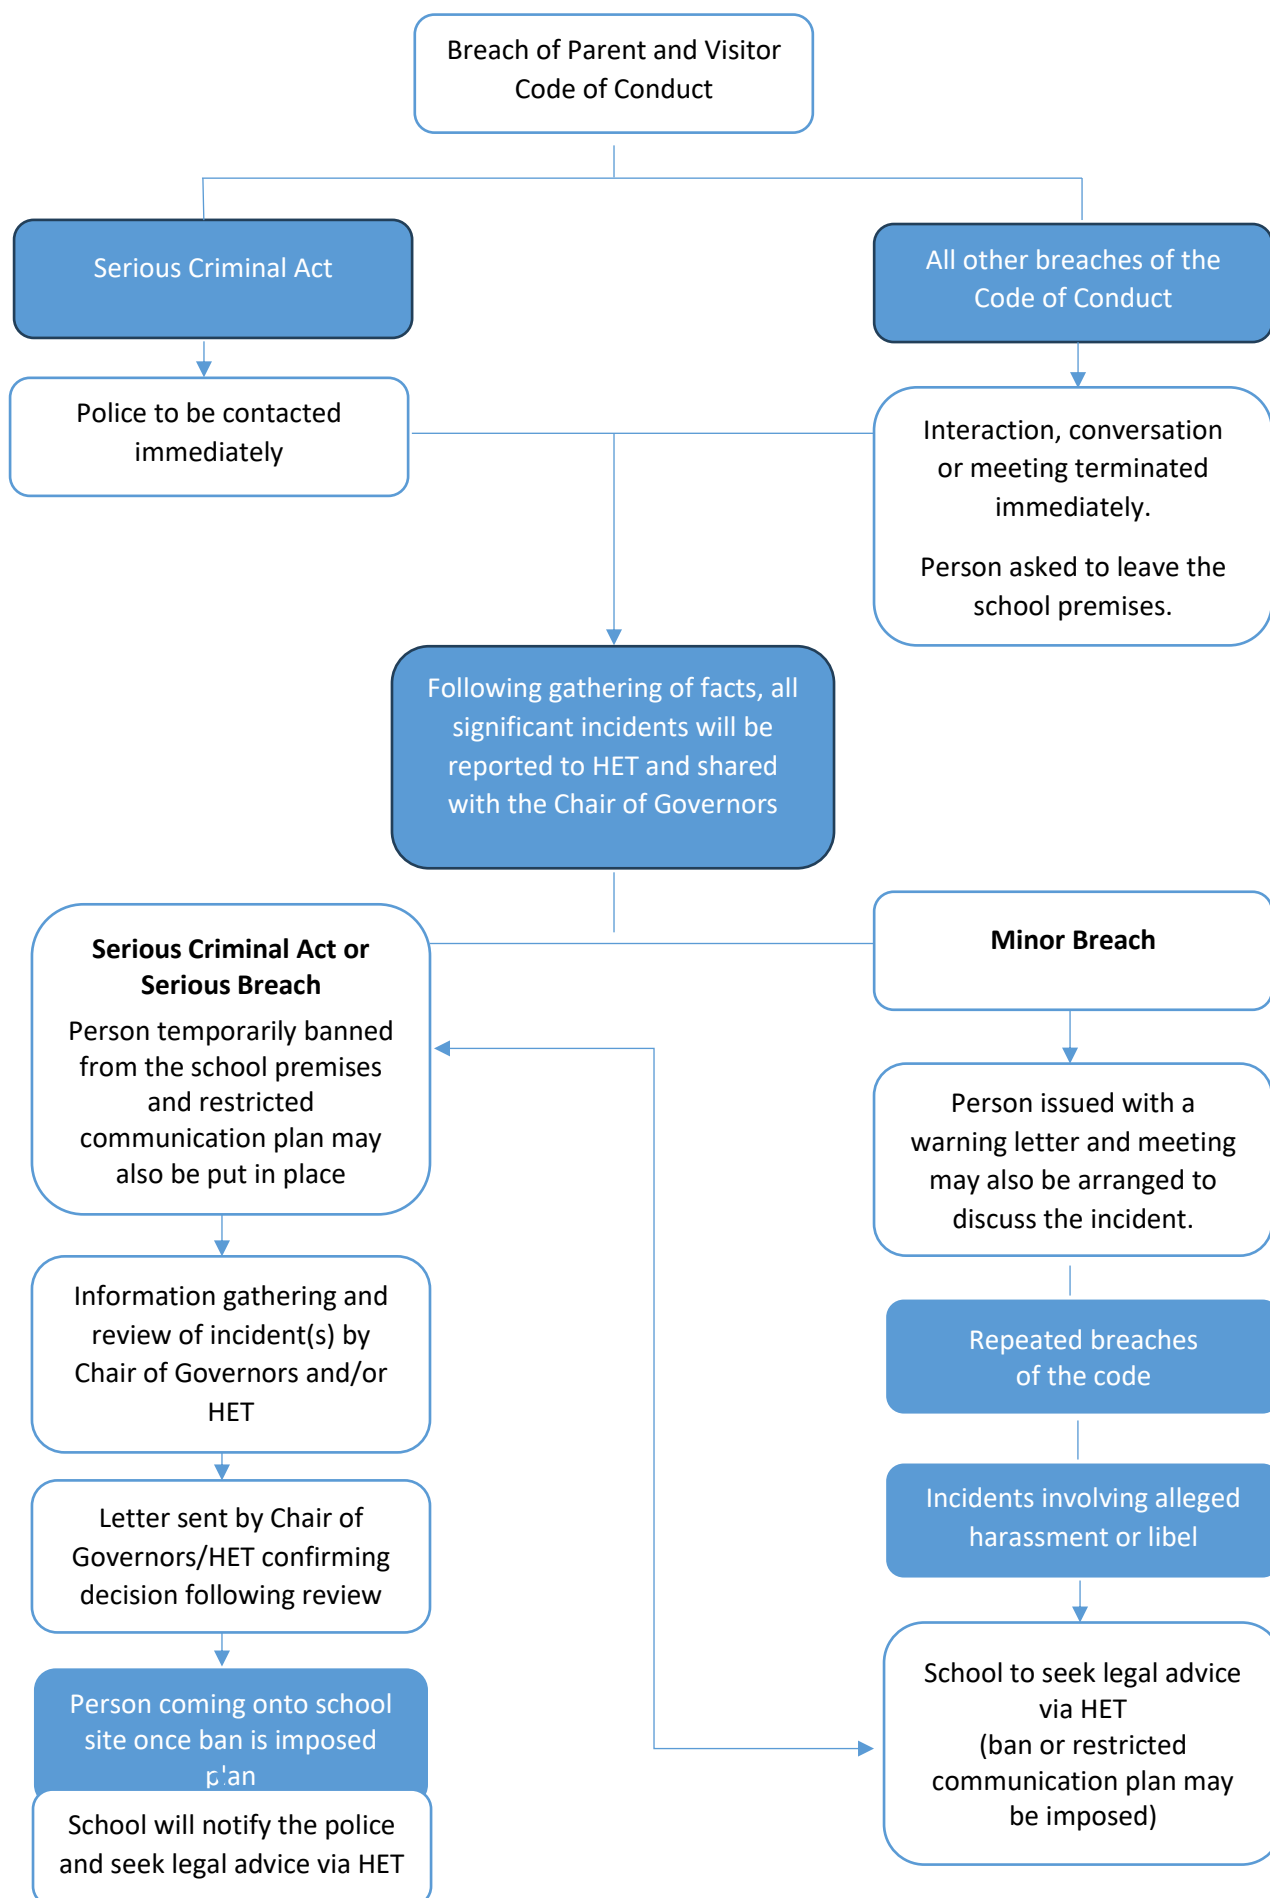 Breach of Parent and Visitor
Code of Conduct
Serious Criminal Act
All other breaches of the
Code of Conduct
Police to be contacted
immediately
Interaction, conversation
or meeting terminated
immediately.
Person asked to leave the
school premises.
Following gathering of facts, all
significant incidents will be
reported to HET and shared
with the Chair of Governors
Serious Criminal Act or
Serious Breach
Person temporarily banned
from the school premises
and restricted
communication plan may
also be put in place
Minor Breach
Person issued with a
warning letter and meeting
may also be arranged to
discuss the incident.
Information gathering and
review of incident(s) by
Chair of Governors and/or
HET
Repeated breaches
of the code
Letter sent by Chair of
Governors/HET confirming
decision following review
Incidents involving alleged
harassment or libel
Person coming onto school
site once ban is imposed
plan
School will notify the police
and seek legal advice via HET
School to seek legal advice
via HET
(ban or restricted
communication plan may
be imposed)